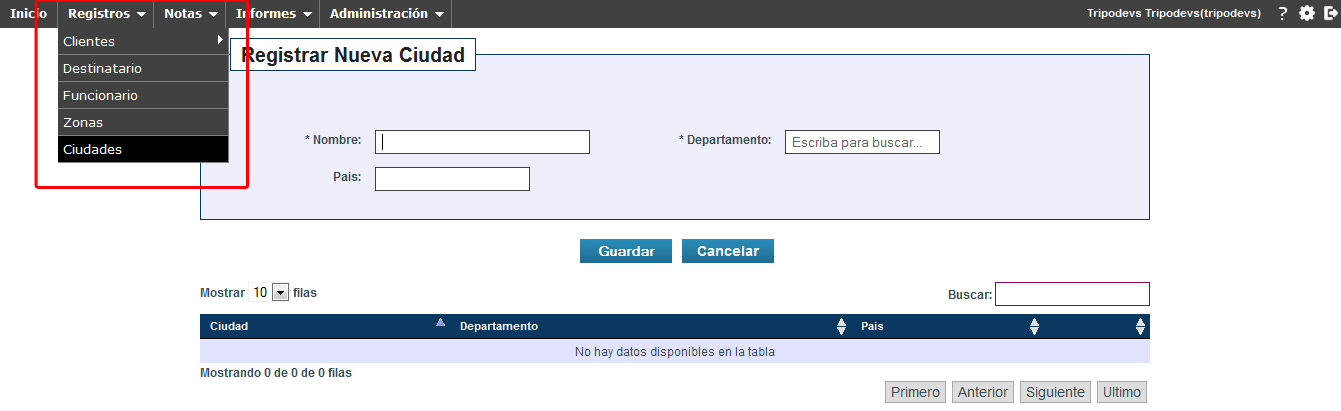 Inicio Registros Notas Informes Administración Tripodevs Tripodevs(tripodevs) ?
Clientes
Destinatario
Funcionario
Zonas
Ciudades
Registrar Nueva Ciudad
* Nombre: * Departamento: Escriba para buscar...
Pais:
Guardar Cancelar
Mostrar 10 filas Buscar:
Ciudad Departamento Pais
No hay datos disponibles en la tabla
Mostrando 0 de 0 de 0 filas
Primero Anterior Siguiente Ultimo